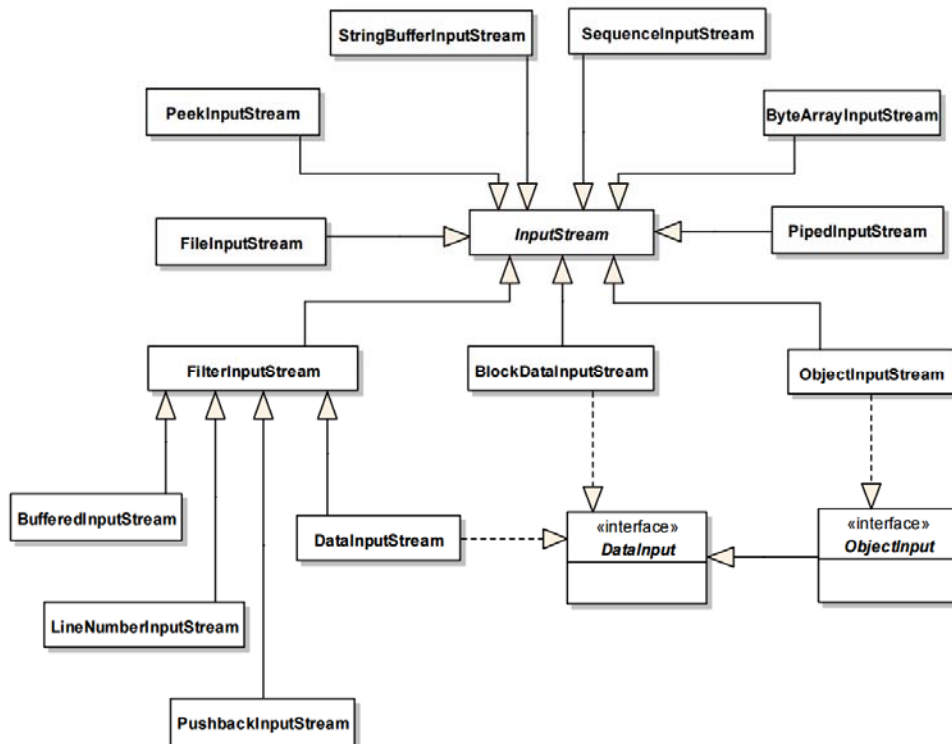 StringBufferInputStream
SequenceInputStream
PeekInputStream
ByteArrayInputStream
FileInputStream
InputStream
PipedInputStream
FilterInputStream
BlockDataInputStream
ObjectInputStream
BufferedInputStream
DataInputStream
«interface»
DataInput
«interface»
ObjectInput
LineNumberInputStream
PushbackInputStream